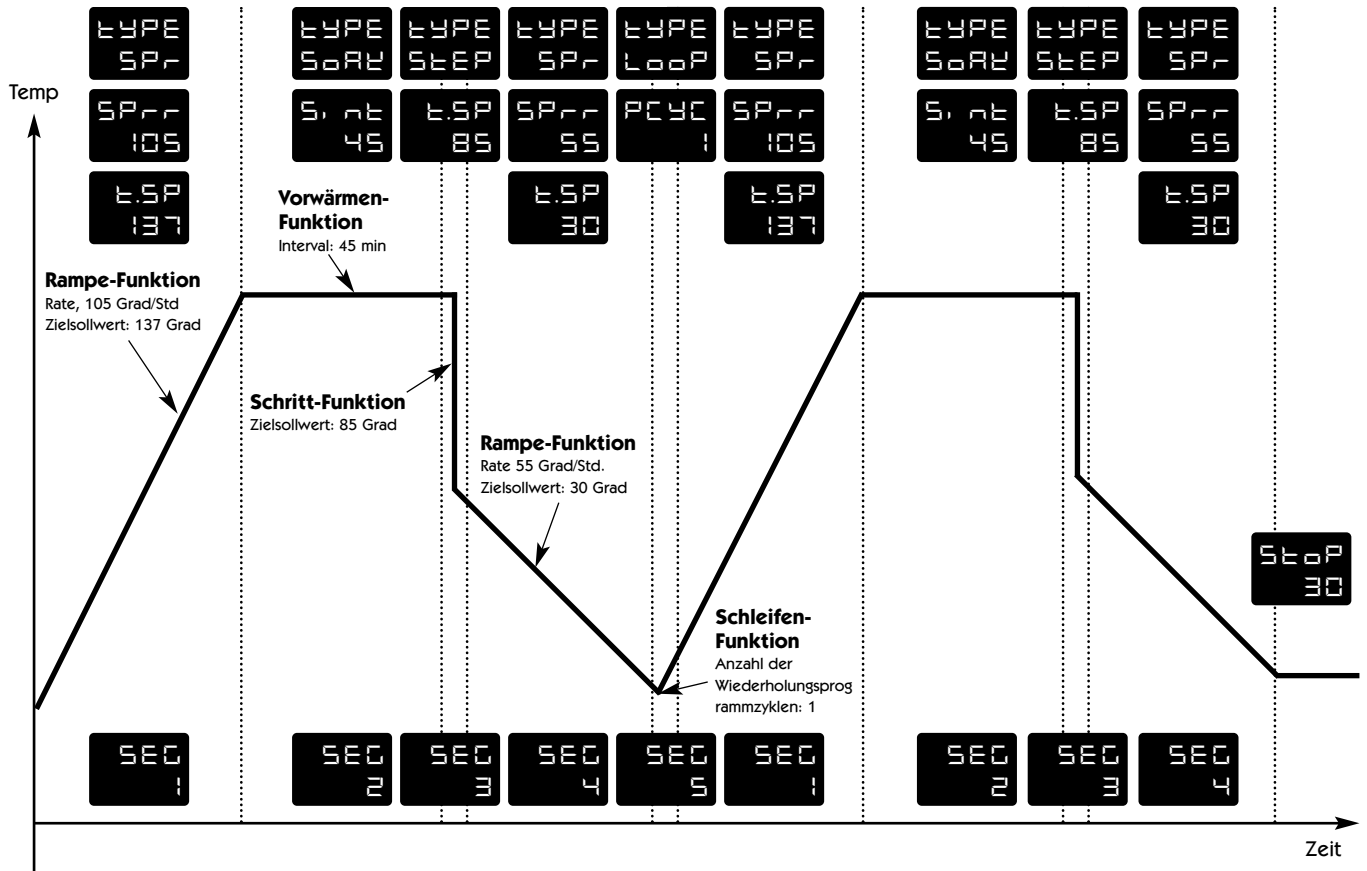 tYPE tYPE tYPE tYPE tYPE tYPE tYPE tYPE tYPE
SPr SoAK StEP SPr LooP SPr SoAK StEP SPr
Temp
SPrr Si nt t.SP SPrr PCYC SPrr Si nt t.SP SPrr
105 45 85 55 1 105 45 85 55
t.SP t.SP t.SP t.SP
137 30 137 30
Vorwärmen-
Funktion
Interval: 45 min
Rampe-Funktion
Rate, 105 Grad/Std
Zielsollwert: 137 Grad
Schritt-Funktion
Zielsollwert: 85 Grad
Rampe-Funktion
Rate 55 Grad/Std.
Zielsollwert: 30 Grad
StoP
30
Schleifen-
Funktion
Anzahl der
Wiederholungsprog
rammzyklen: 1
SEG SEG SEG SEG SEG SEG SEG SEG SEG
1 2 3 4 5 1 2 3 4
Zeit